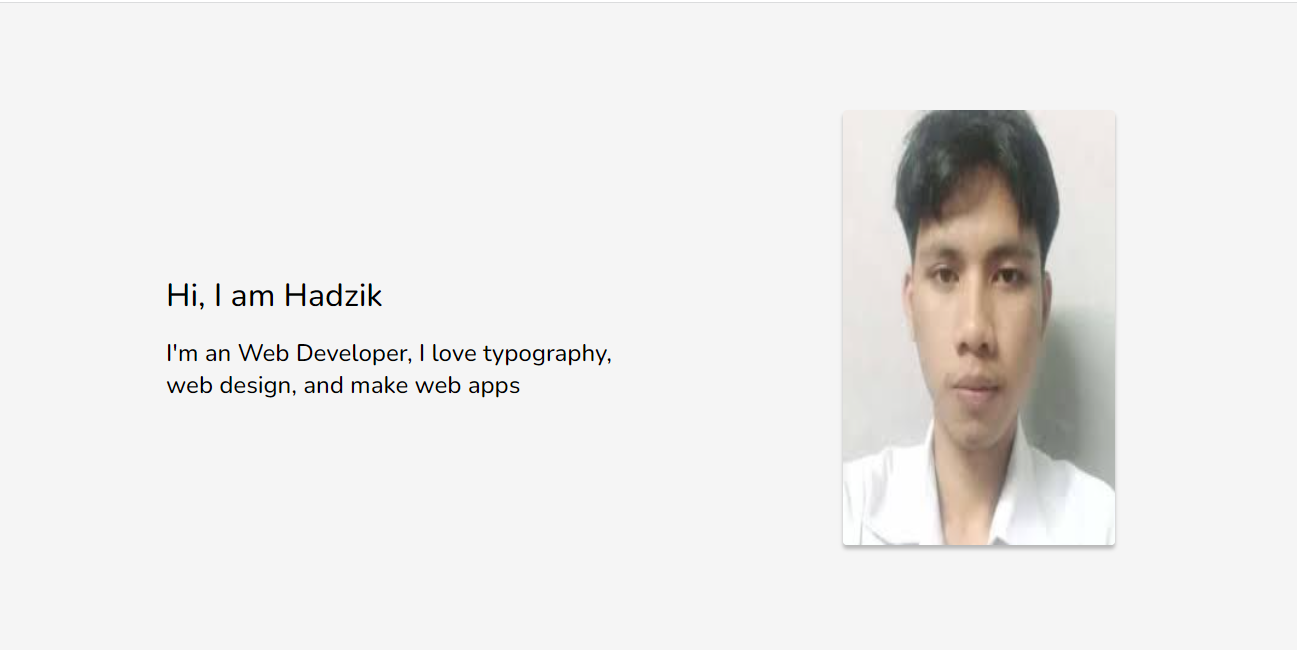 Hi, I am Hadzik
I'm an Web Developer, I love typography,
web design, and make web apps